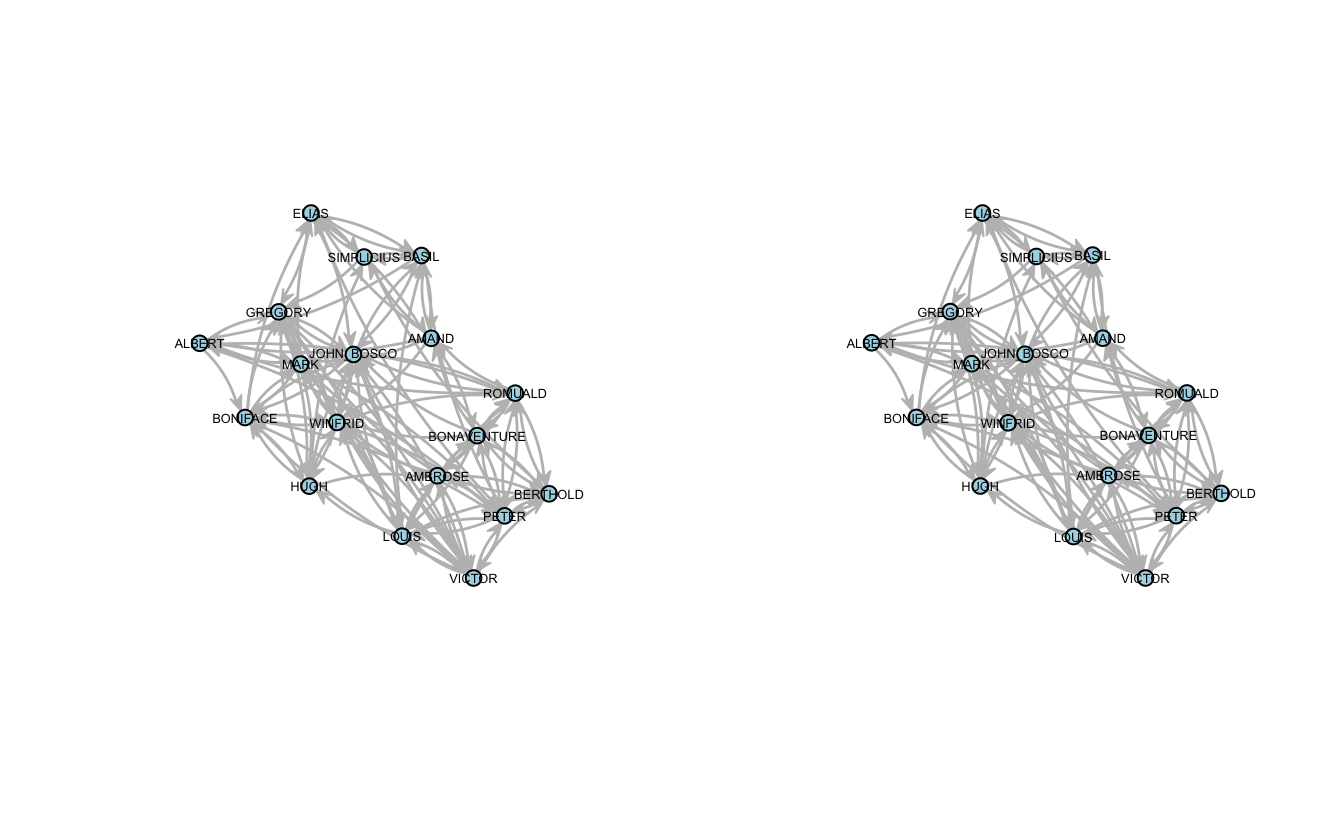 ELIAS
SIMPLICIUS
BASIL
GREGORY
ALBERT
AMAND
JOHN BOSCO
MARK
ROMUALD
BONIFACE
WINFRID
BONAVENTURE
AMBROSE
HUGH
BERTHOLD
PETER
LOUIS
VICTOR
ELIAS
SIMPLICIUS
BASIL
GREGORY
ALBERT
AMAND
JOHN BOSCO
MARK
ROMUALD
BONIFACE
WINFRID
BONAVENTURE
AMBROSE
HUGH
BERTHOLD
PETER
LOUIS
VICTOR